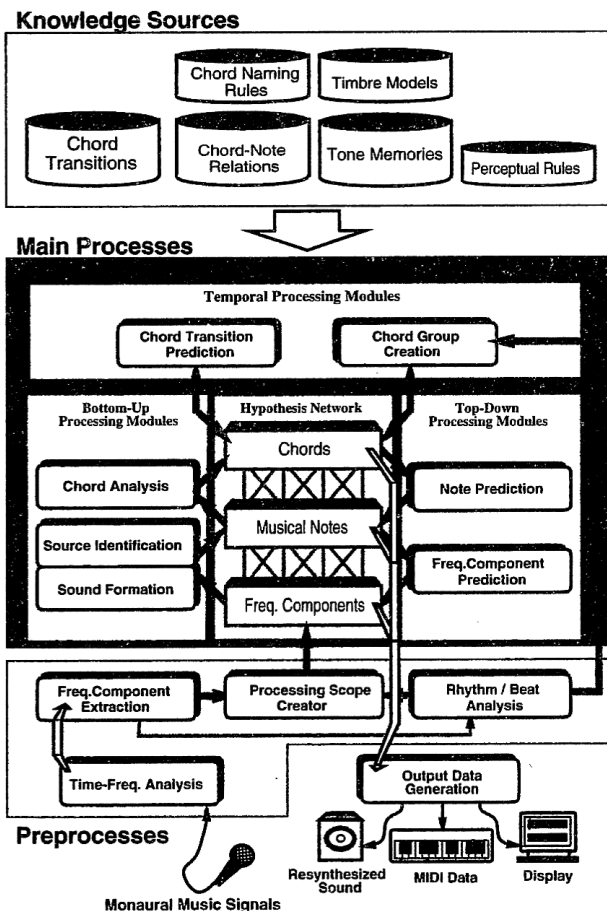 Knowledge Sources
Chord Naming
Rules
Timbre Models
Chord
Transitions
Chord-Note
Relations
Tone Memories
Perceptual Rules
Main Processes
Temporal Processing Modules
Chord Transition
Prediction
Chord Group
Creation
Bottom-Up
Processing Modules
Hypothesis Network
Top-Down
Processing Modules
Chords
Chord Analysis
Note Prediction
Musical Notes
Source Identification
Sound Formation
Freq.Component
Prediction
Freq. Components
Freq.Component
Extraction
Processing Scope
Creator
Rhythm / Beat
Analysis
Time-Freq. Analysis
Output Data
Generation
Preprocesses
Resynthesized
Sound
MIDI Data
Display
Monaural Music Signals